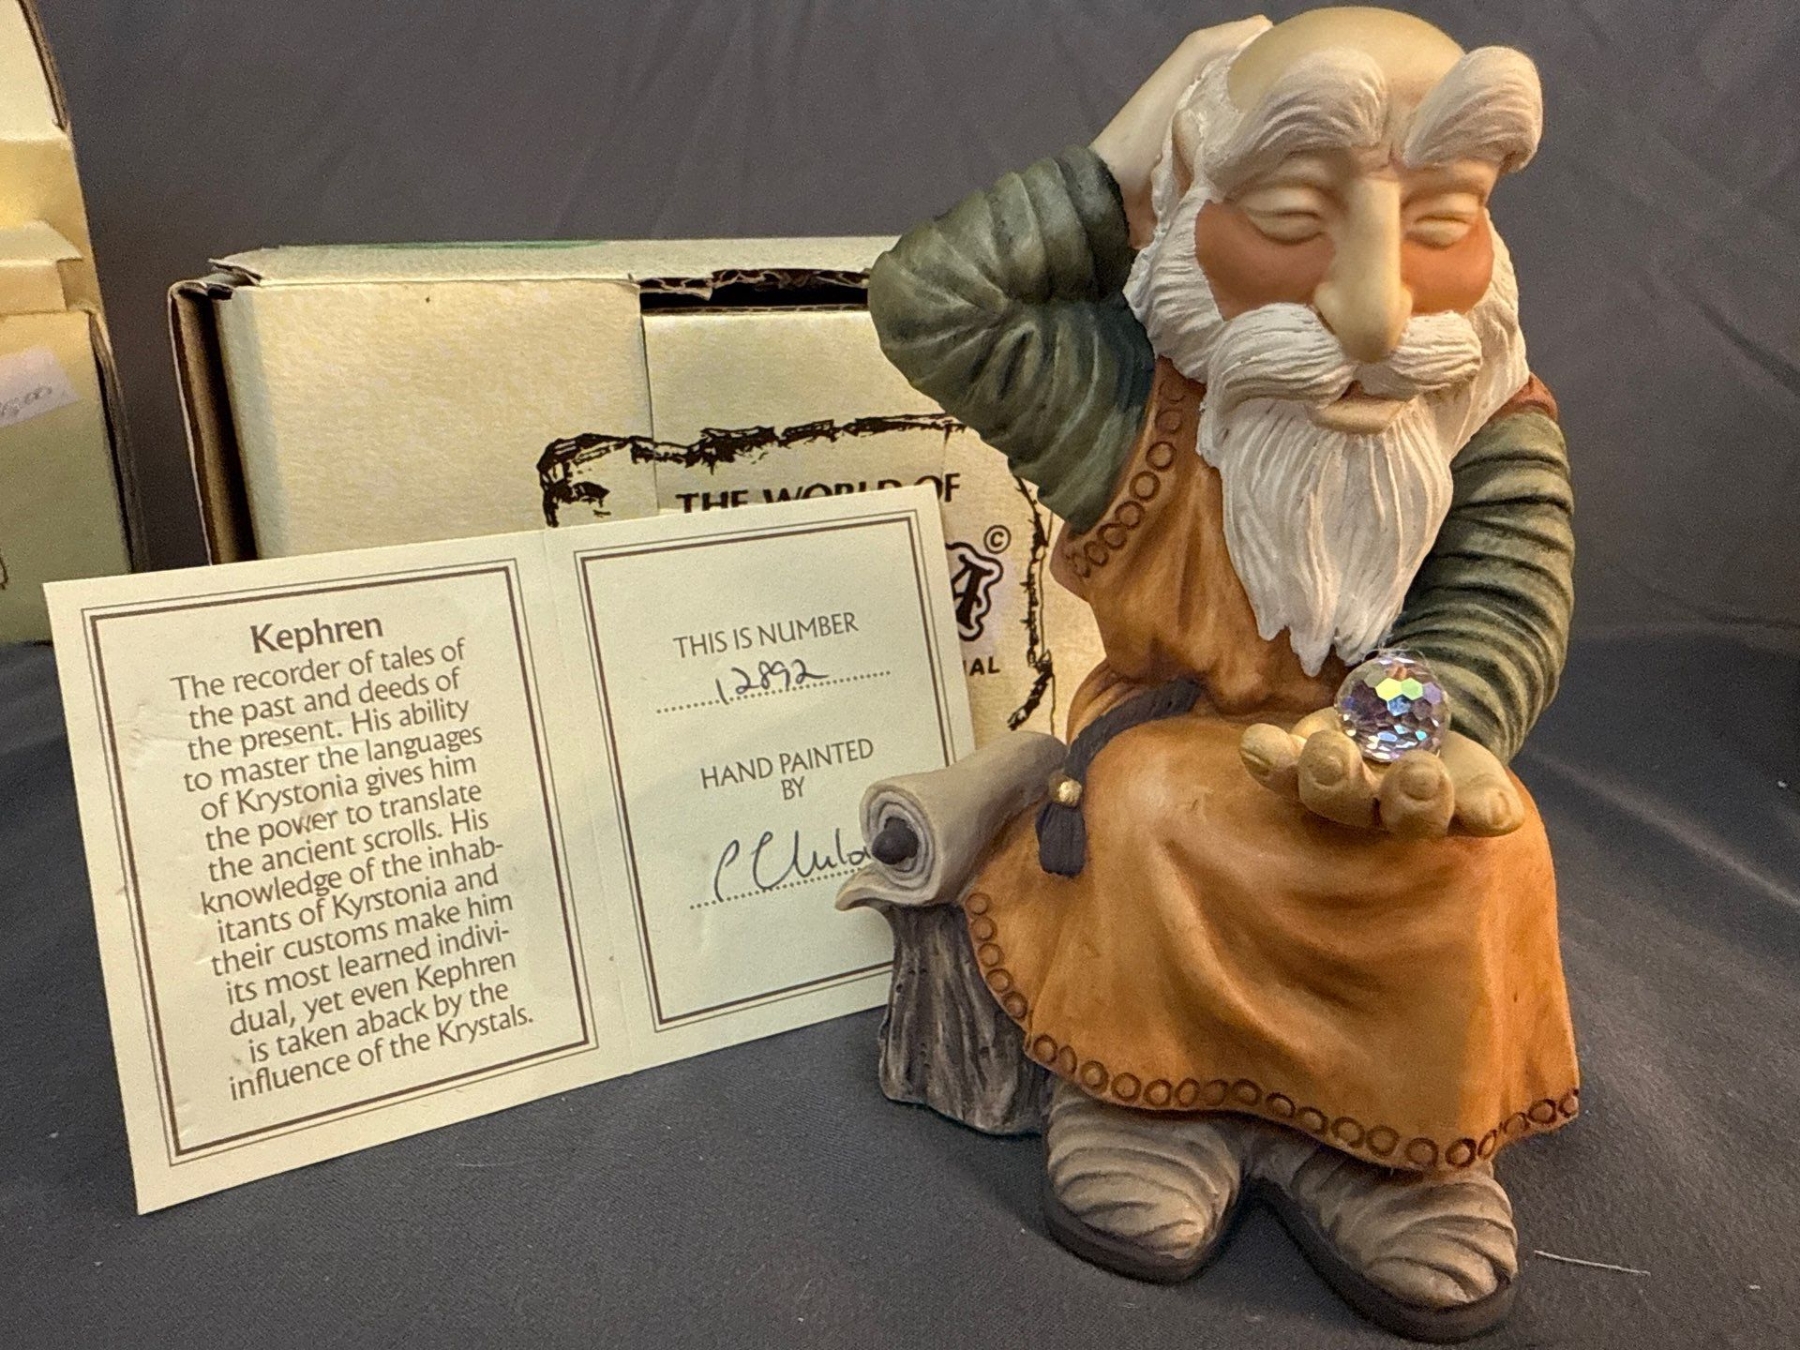 Kephren
The recorder of tales of
the past and deeds of
the present. His ability
to master the languages
of Krystonia gives him
the power to translate
the ancient scrolls. His
knowledge of the inhab-
itants of Kyrstonia and
their customs make him
its most learned indivi-
dual, yet even Kephren
is taken aback by the
influence of the Krystals.
THIS IS NUMBER
12892
HAND PAINTED
BY
THE WORLD OF
©